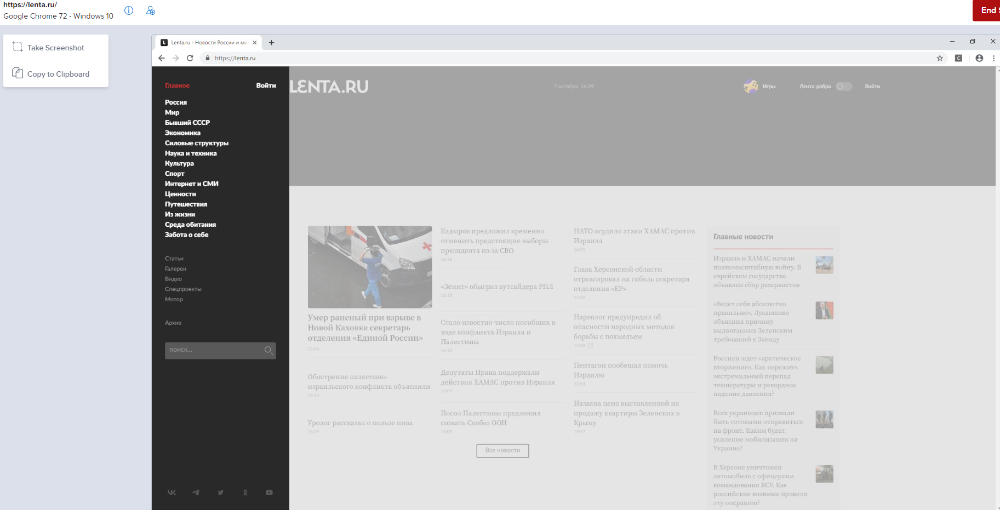 https://lenta.ru/
Google Chrome 72 - Windows 10
End
Take Screenshot
Copy to Clipboard
Lenta.ru - Новости России и ми
https://lenta.ru
Главное
Войти
Россия
Мир
Бывший СССР
Экономика
Силовые структуры
Наука и техника
Культура
Спорт
Интернет и СМИ
Ценности
Путешествия
Из жизни
Среда обитания
Забота о себе
Статьи
Галереи
Видео
Спецпроекты
Мотор
Архив
поиск...
LENTA.RU
7 октября, 16:39
Игры
Лента добра
Войти
Умер раненый при взрыве в
Новой Каховке секретарь
отделения «Единой России»
15:06
Обострение палестино-
израильского конфликта объяснили
16:34
Уролог рассказал о пользе пива
16:29
Кадыров предложил временно
отменить предстоящие выборы
президента из-за СВО
16:18
«Зенит» обыграл аутсайдера РПЛ
16:10
Стало известно число погибших в
ходе конфликта Израиля и
Палестины
16:10
Депутаты Ирана поддержали
действия ХАМАС против Израиля
16:09
Посол Палестины предложил
созвать Совбез ООН
16:08
НАТО осудило атаки ХАМАС против
Израиля
16:05
Глава Херсонской области
отреагировал на гибель секретаря
отделения «ЕР»
15:59
Нарколог предупредил об
опасности народных методов
борьбы с похмельем
15:58
Пентагон пообещал помочь
Израилю
15:54
Названа цена выставленной на
продажу квартиры Зеленских в
Крыму
14:47
Все новости
Главные новости
Израиль и ХАМАС начали
полномасштабную войну. В
еврейском государстве
объявлен сбор резервистов
«Ведет себя абсолютно
правильно». Лукашенко
объяснил причину
выдвигаемых Зеленским
требований к Западу
Россиян ждет «арктическое
вторжение». Как пережить
экстремальный перепад
температуры и рекордное
падение давления?
Всех украинцев призвали
быть готовыми отправиться
на фронт. Каким будет
усиление мобилизации на
Украине?
В Херсоне уничтожен
автомобиль с офицерами
командования ВСУ. Как
российские военные провели
эту операцию?